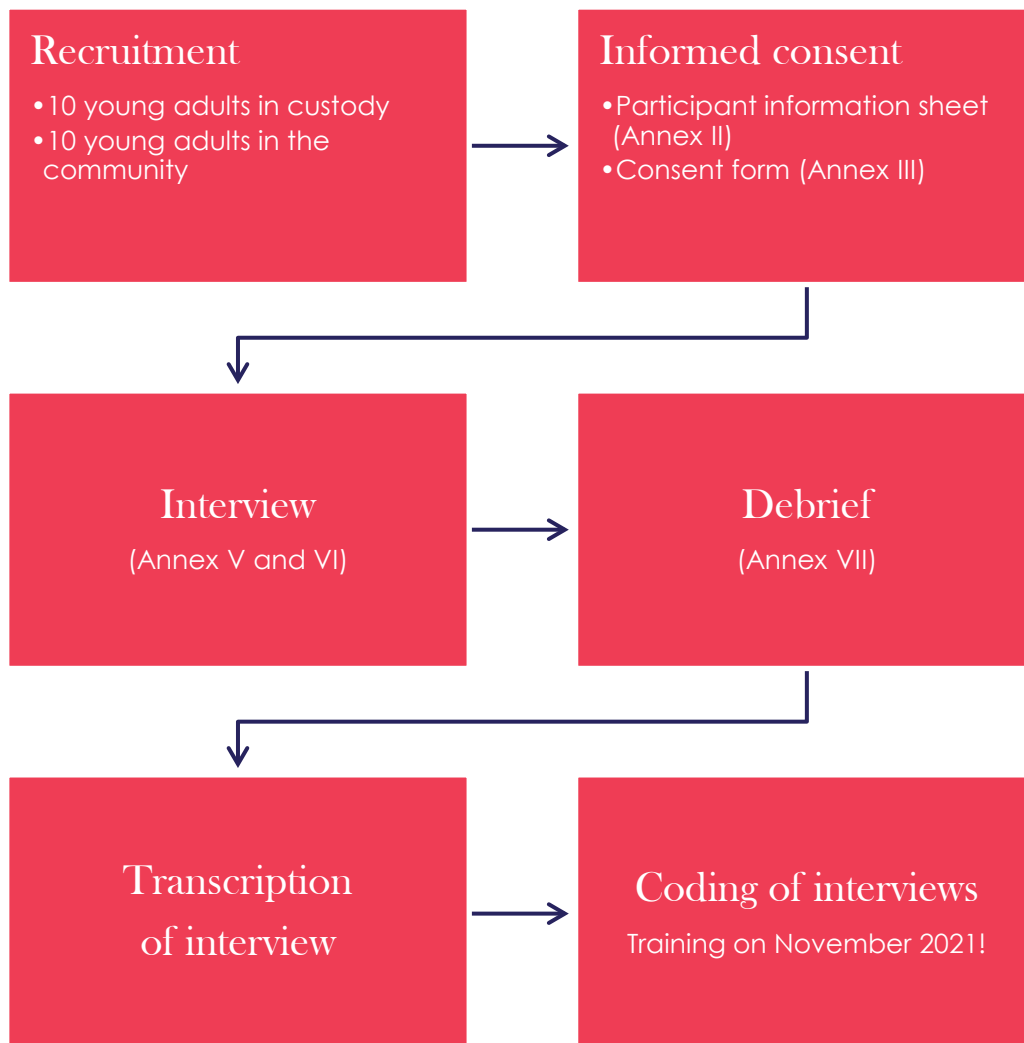 Recruitment
•10 young adults in custody
•10 young adults in the
community
Informed consent
•Participant information sheet
(Annex II)
•Consent form (Annex III)
Interview
(Annex V and VI)
Debrief
(Annex VII)
Transcription
of interview
Coding of interviews
Training on November 2021!